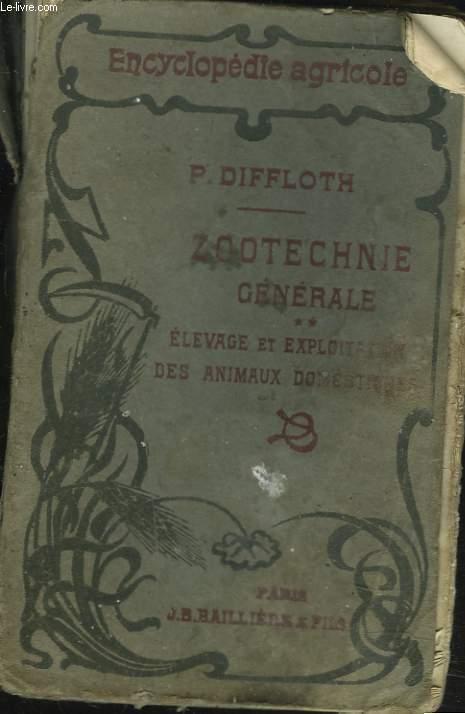 Le-livre.com
Encyclopédie agricole
P. DIFFLOTH
ZOOTECHNIE
GÉNÉRALE
**
ÉLEVAGE ET EXPLOITATION
DES ANIMAUX DOMESTIQUES
PARIS
J.B. BAILLIÈRE & FILS